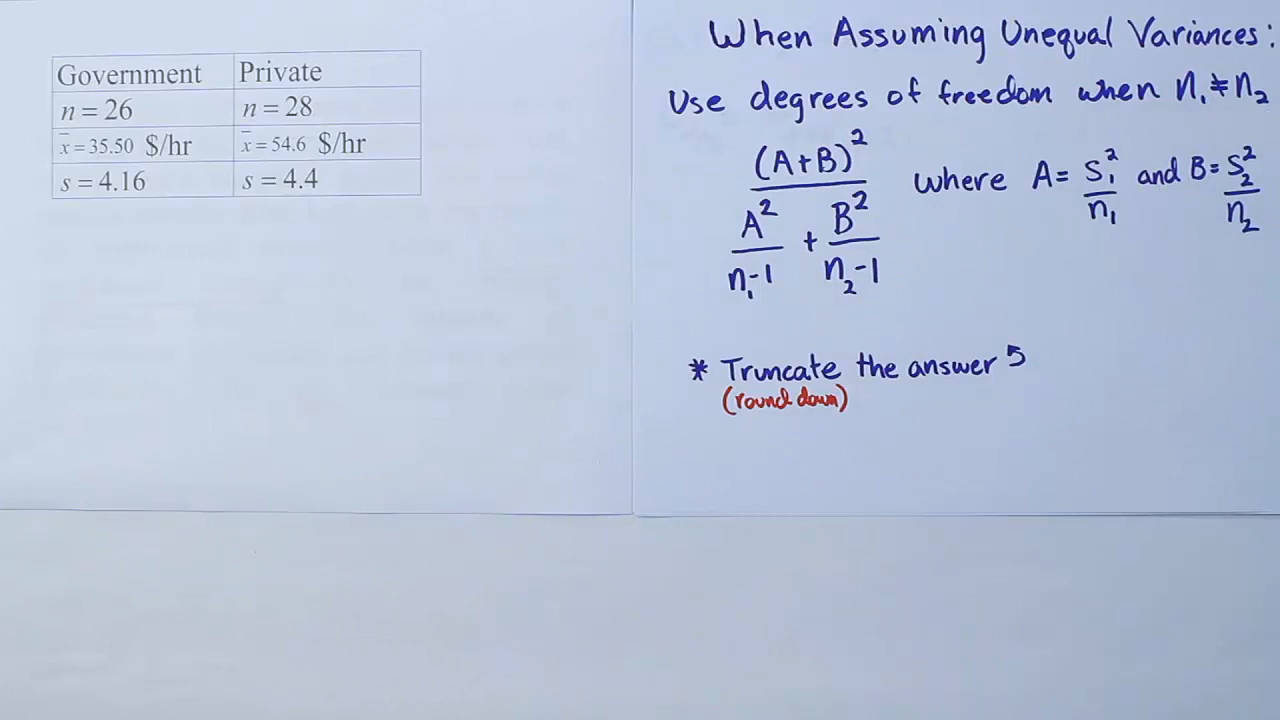 Government Private
n = 26 n = 28
x̄ = 35.50 $/hr x̄ = 54.6 $/hr
s = 4.16 s = 4.4
When Assuming Unequal Variances:
Use degrees of freedom when n₁ ≠ n₂
(A+B)²
A² / n₁-1 + B² / n₂-1
where A = s₁² / n₁ and B = s₂² / n₂
* Truncate the answer 5
(round down)